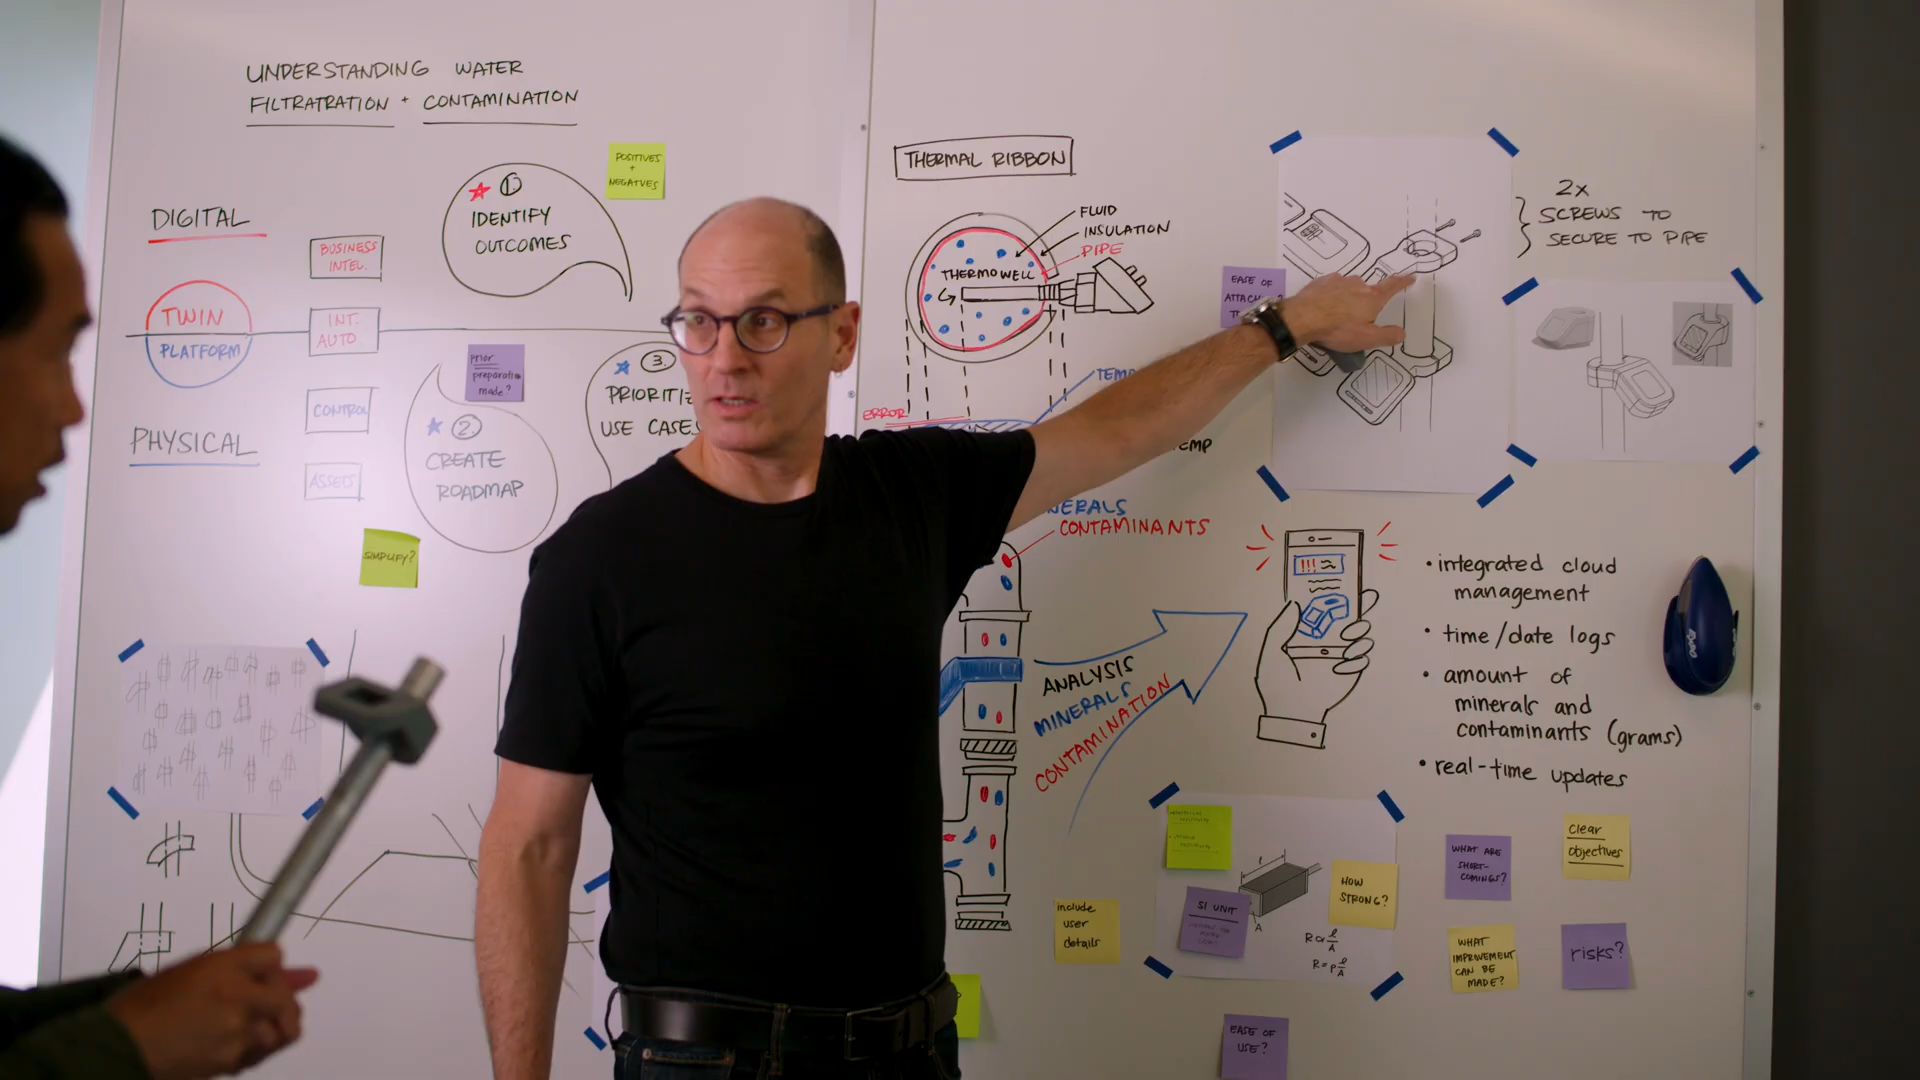 UNDERSTANDING WATER
FILTRATRATION + CONTAMINATION
POSITIVES
+
NEGATIVES
DIGITAL
TWIN
PLATFORM
PHYSICAL
BUSINESS
INTEL.
INT.
AUTO.
CONTROL
ASSETS
1
IDENTIFY
OUTCOMES
prior
preparation
made?
2.
CREATE
ROADMAP
3.
PRIORITIZ
USE CASES
SIMPLIFY?
THERMAL RIBBON
FLUID
INSULATION
PIPE
THERMOWELL
ERROR
TEMP
NERALS
CONTAMINANTS
ANALYSIS
MINERALS
CONTAMINATION
EASE OF
2x
SCREWS TO
SECURE TO PIPE
!!!
• integrated cloud
management
• time/date logs
• amount of
minerals and
contaminants (grams)
• real-time updates
include
user
details
SI UNIT
HOW
STRONG?
l
A
R α l/A
R = ρ l/A
WHAT ARE
SHORT-
COMINGS?
clear
objectives
WHAT
IMPROVEMENT
CAN BE
MADE?
risks?
EASE OF
USE?